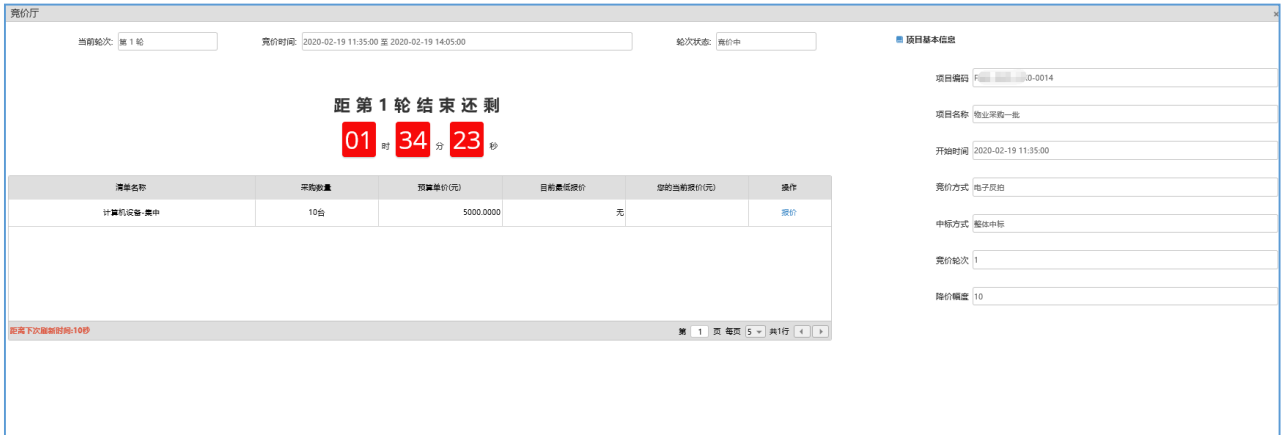 竞价厅
当前轮次: 第 1 轮 竞价时间: 2020-02-19 11:35:00 至 2020-02-19 14:05:00 轮次状态: 竞价中
距第1轮结束还剩
01 时 34 分 23 秒
清单名称 采购数量 预算单价(元) 目前最低报价 您的当前报价(元) 操作
计算机设备-集中 10台 5000.0000 无 报价
距离下次刷新时间:10秒 第 1 页 每页 5 共1行
项目基本信息
项目编码 F 0-0014
项目名称 物业采购一批
开始时间 2020-02-19 11:35:00
竞价方式 电子反拍
中标方式 整体中标
竞价轮次 1
降价幅度 10